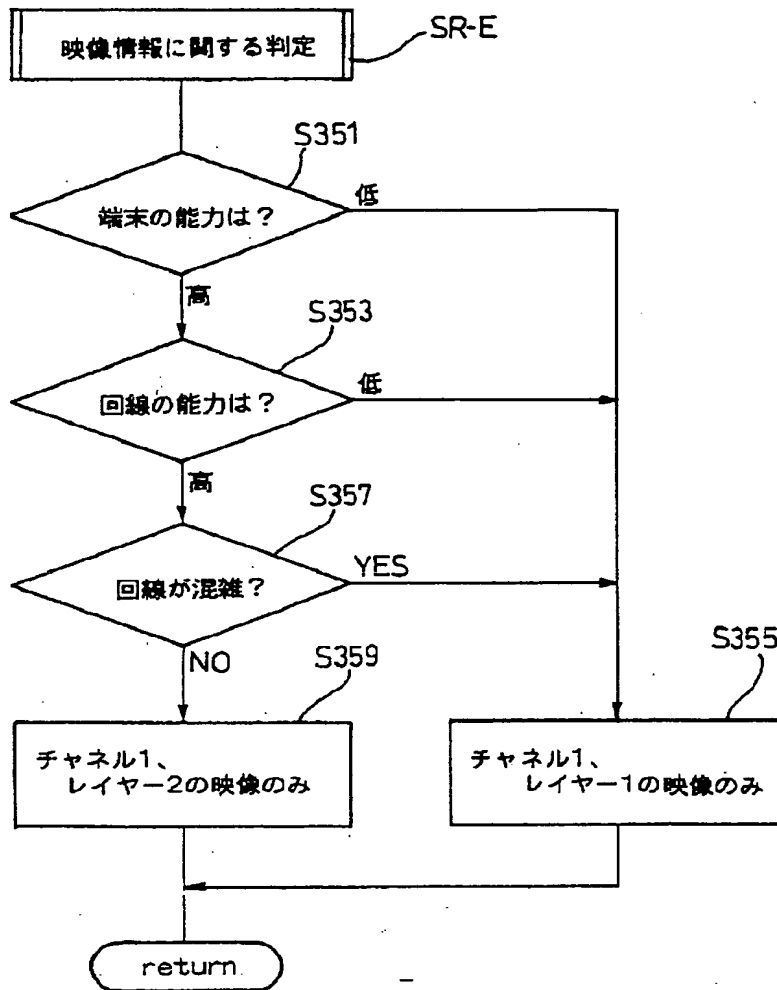 映像情報に関する判定
SR-E
S351
端末の能力は?
低
高
S353
回線の能力は?
低
高
S357
回線が混雑?
YES
NO
S359
チャネル1、
レイヤー2の映像のみ
S355
チャネル1、
レイヤー1の映像のみ
return